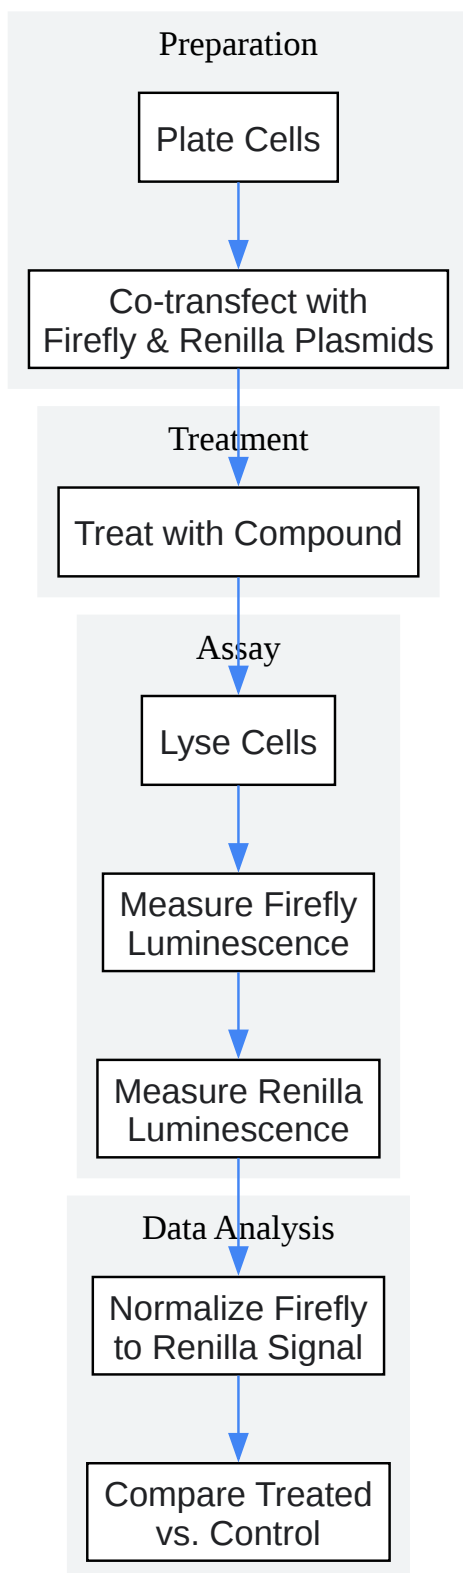 Preparation
Plate Cells
Co-transfect with
Firefly & Renilla Plasmids
Treatment
Treat with Compound
Assay
Lyse Cells
Measure Firefly
Luminescence
Measure Renilla
Luminescence
Data Analysis
Normalize Firefly
to Renilla Signal
Compare Treated
vs. Control